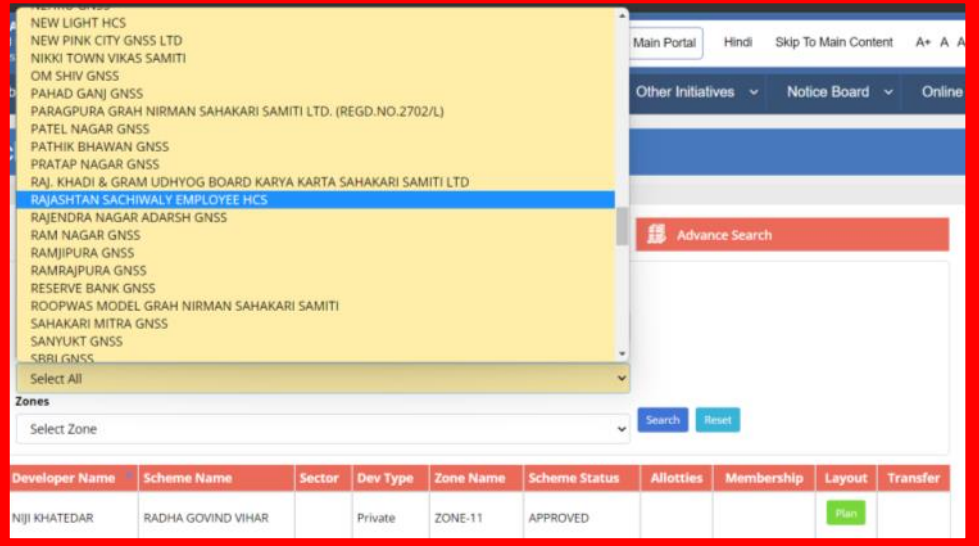 NEW LIGHT HCS
NEW PINK CITY GNSS LTD
NIKKI TOWN VIKAS SAMITI
OM SHIV GNSS
PAHAD GANJ GNSS
PARAGPURA GRAH NIRMAN SAHAKARI SAMITI LTD. (REGD.NO.2702/L)
PATEL NAGAR GNSS
PATHIK BHAWAN GNSS
PRATAP NAGAR GNSS
RAJ. KHADI & GRAM UDHYOG BOARD KARYA KARTA SAHAKARI SAMITI LTD
RAJASHTAN SACHIWALY EMPLOYEE HCS
RAJENDRA NAGAR ADARSH GNSS
RAM NAGAR GNSS
RAMJIPURA GNSS
RAMRAJPURA GNSS
RESERVE BANK GNSS
ROOPWAS MODEL GRAH NIRMAN SAHAKARI SAMITI
SAHAKARI MITRA GNSS
SANYUKT GNSS
SBBJ GNSS
Select All
Main Portal Hindi Skip To Main Content A+ A A
Other Initiatives Notice Board Online
Advance Search
Zones
Select Zone
Search Reset
Developer Name Scheme Name Sector Dev Type Zone Name Scheme Status Allotties Membership Layout Transfer
NIJI KHATEDAR RADHA GOVIND VIHAR Private ZONE-11 APPROVED Plan